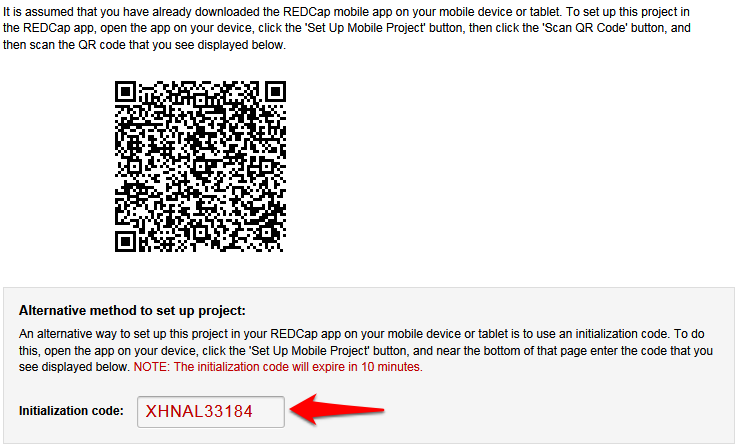 It is assumed that you have already downloaded the REDCap mobile app on your mobile device or tablet. To set up this project in
the REDCap app, open the app on your device, click the 'Set Up Mobile Project' button, then click the 'Scan QR Code' button, and
then scan the QR code that you see displayed below.
Alternative method to set up project:
An alternative way to set up this project in your REDCap app on your mobile device or tablet is to use an initialization code. To do
this, open the app on your device, click the 'Set Up Mobile Project' button, and near the bottom of that page enter the code that you
see displayed below. NOTE: The initialization code will expire in 10 minutes.
Initialization code: XHNAL33184